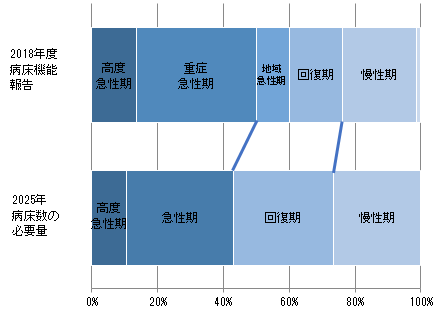 2018年度
病床機能
報告
高度
急性期
重症
急性期
地域
急性期
回復期
慢性期
2025年
病床数の
必要量
高度
急性期
急性期
回復期
慢性期
0%
20%
40%
60%
80%
100%